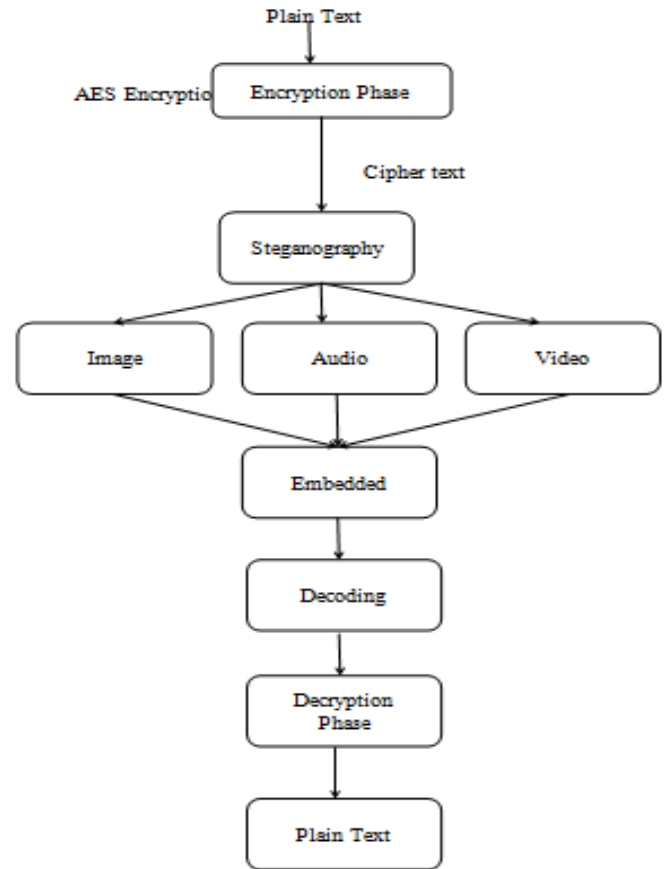 Plain Text
AES Encryptio
Encryption Phase
Cipher text
Steganography
Image
Audio
Video
Embedded
Decoding
Decryption
Phase
Plain Text